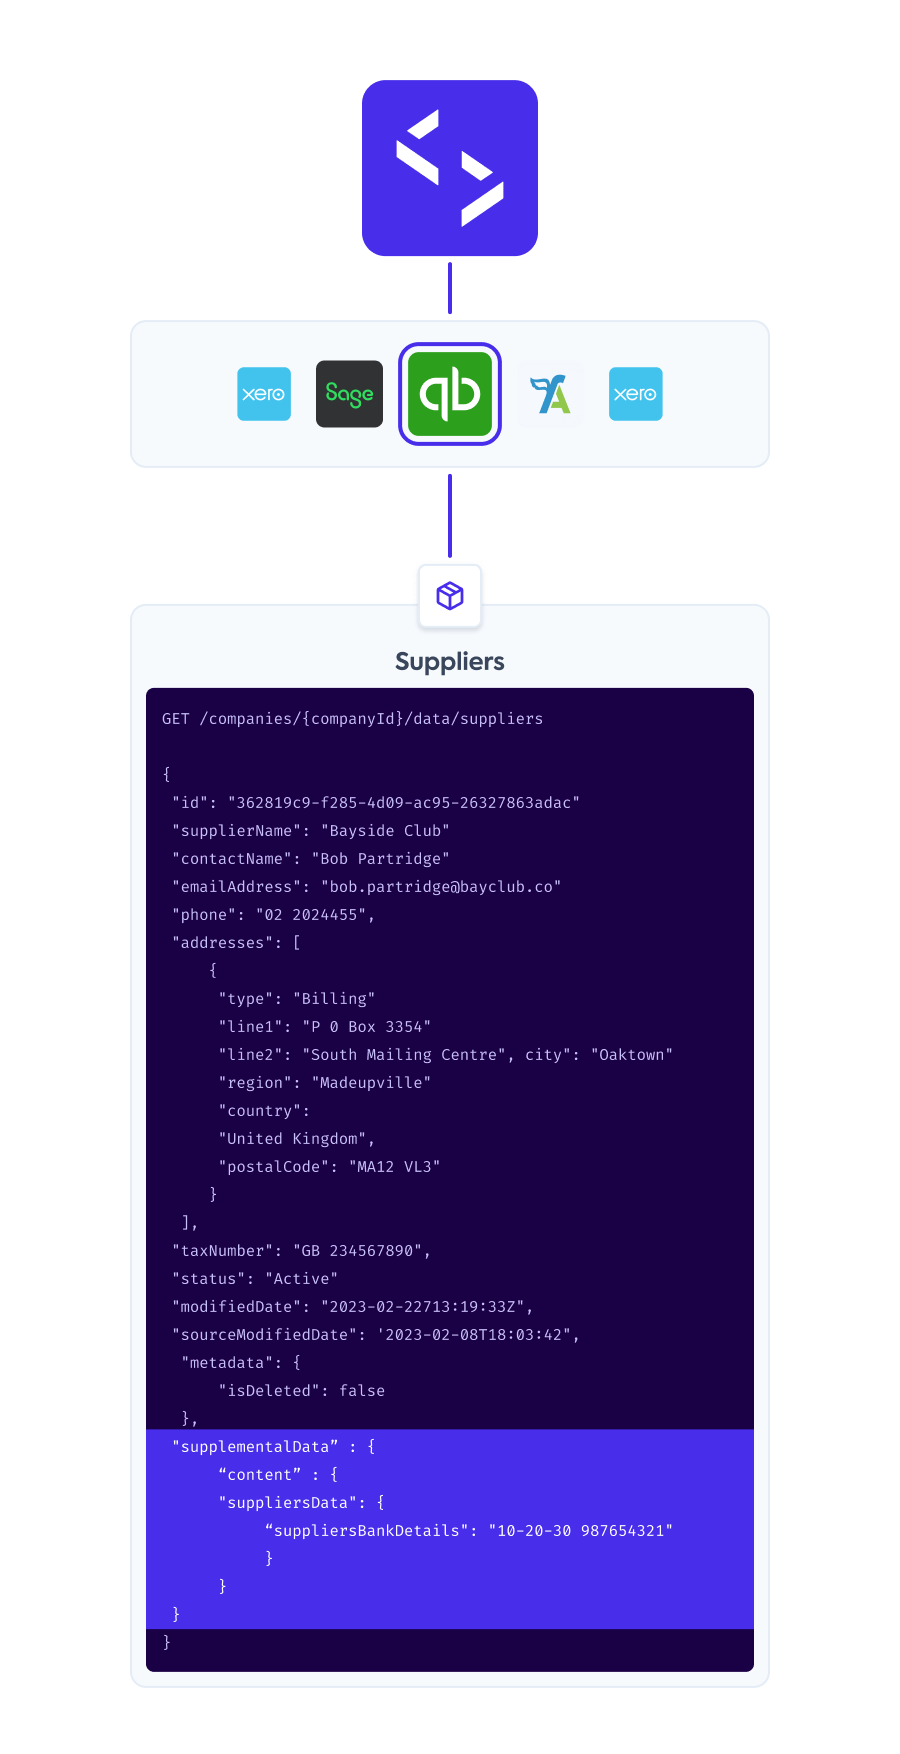 xero
Sage
qb
A
xero
Suppliers
GET /companies/{companyId}/data/suppliers
{
"id": "362819c9-f285-4d09-ac95-26327863adac"
"supplierName": "Bayside Club"
"contactName": "Bob Partridge"
"emailAddress": "bob.partridge@bayclub.co"
"phone": "02 2024455",
"addresses": [
{
"type": "Billing"
"line1": "P 0 Box 3354"
"line2": "South Mailing Centre", city": "Oaktown"
"region": "Madeupville"
"country":
"United Kingdom",
"postalCode": "MA12 VL3"
}
],
"taxNumber": "GB 234567890",
"status": "Active"
"modifiedDate": "2023-02-22713:19:33Z",
"sourceModifiedDate": '2023-02-08T18:03:42",
"metadata": {
"isDeleted": false
},
"supplementalData” : {
“content” : {
"suppliersData": {
“suppliersBankDetails": "10-20-30 987654321"
}
}
}
}